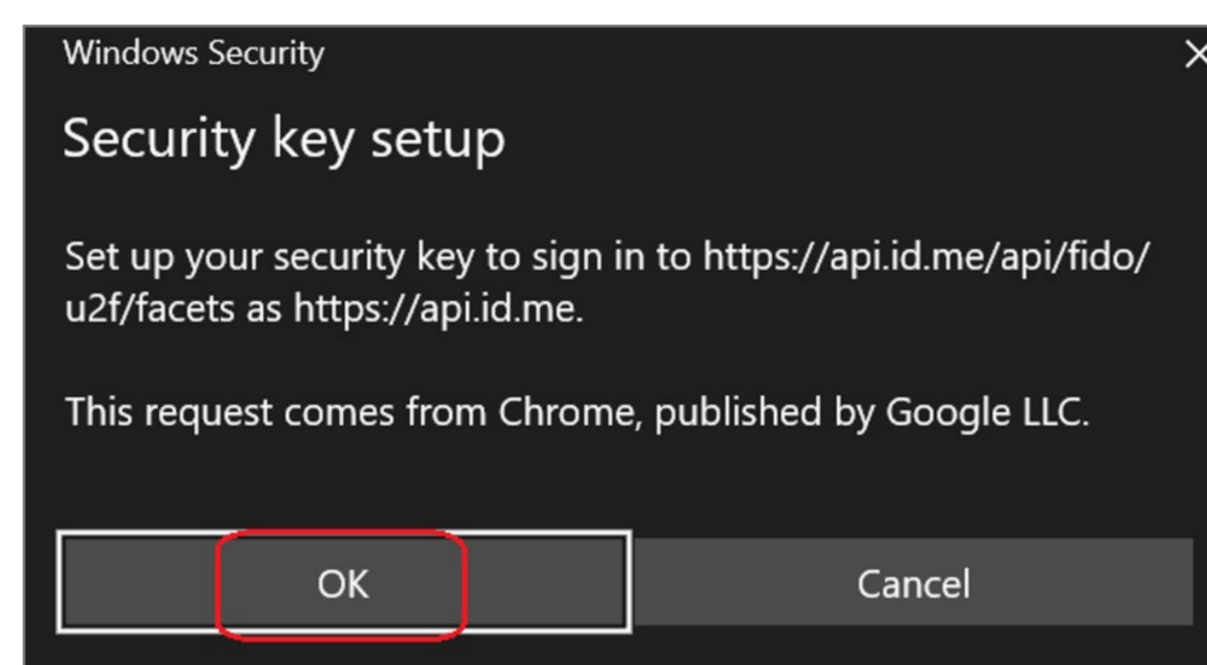 Windows Security
Security key setup
Set up your security key to sign in to https://api.id.me/api/fido/
u2f/facets as https://api.id.me.
This request comes from Chrome, published by Google LLC.
OK
Cancel